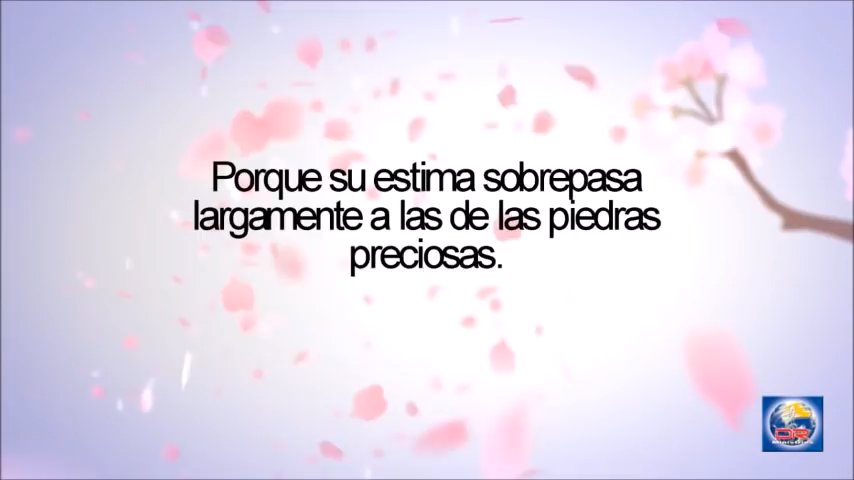 Porque su estima sobrepasa
largamente a las de las piedras
preciosas.